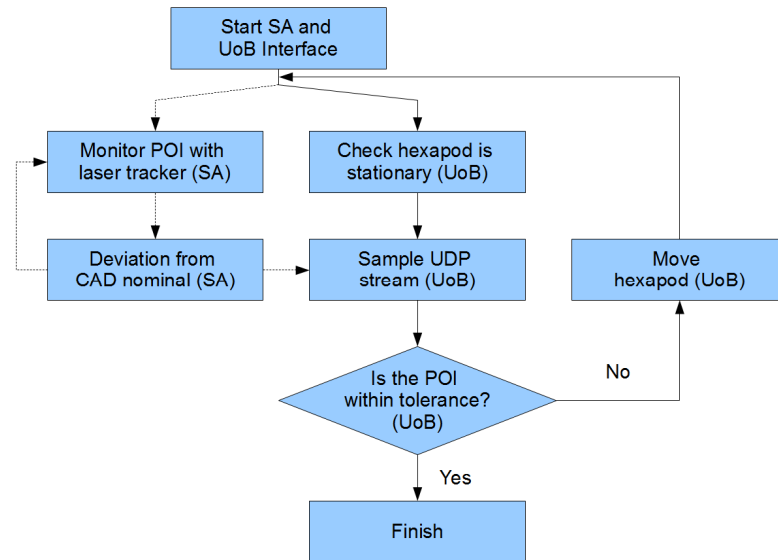 Start SA and
UoB Interface
Monitor POI with
laser tracker (SA)
Check hexapod is
stationary (UoB)
Deviation from
CAD nominal (SA)
Sample UDP
stream (UoB)
Move
hexapod (UoB)
Is the POI
within tolerance?
(UoB)
No
Yes
Finish